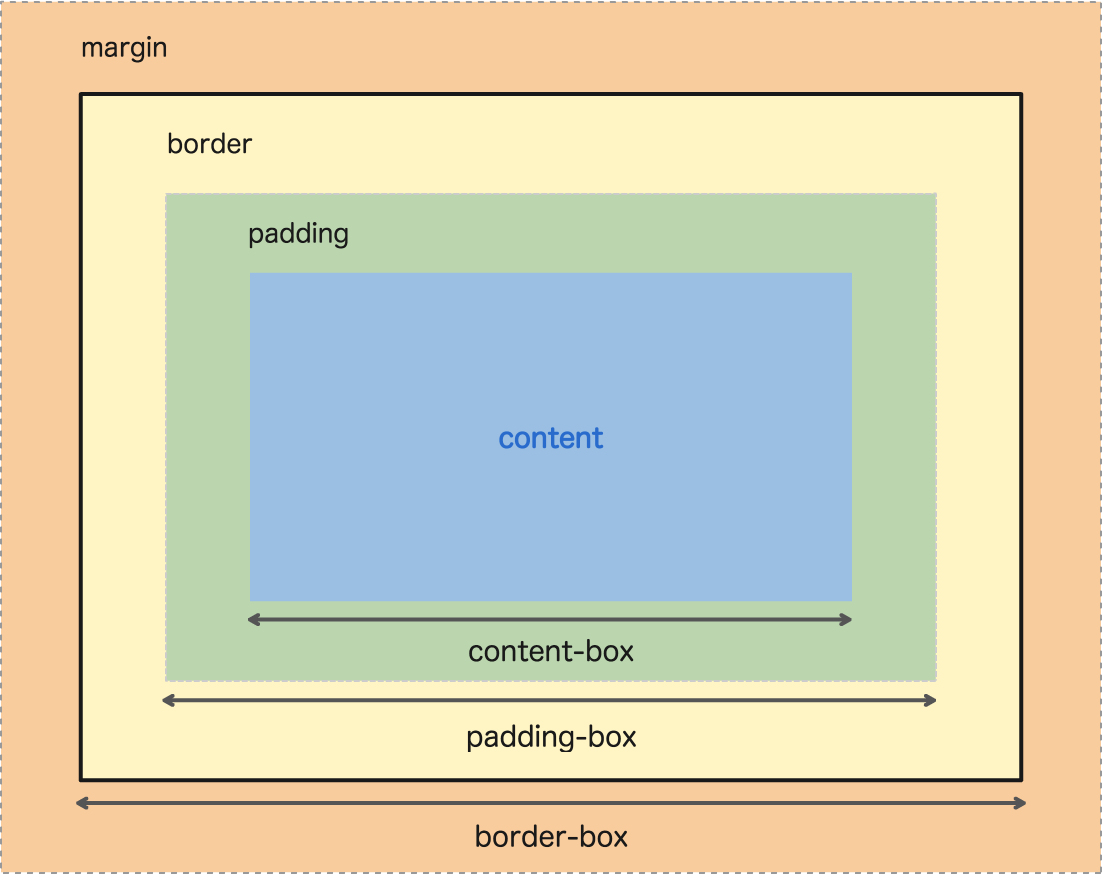 margin
border
padding
content
content-box
padding-box
border-box